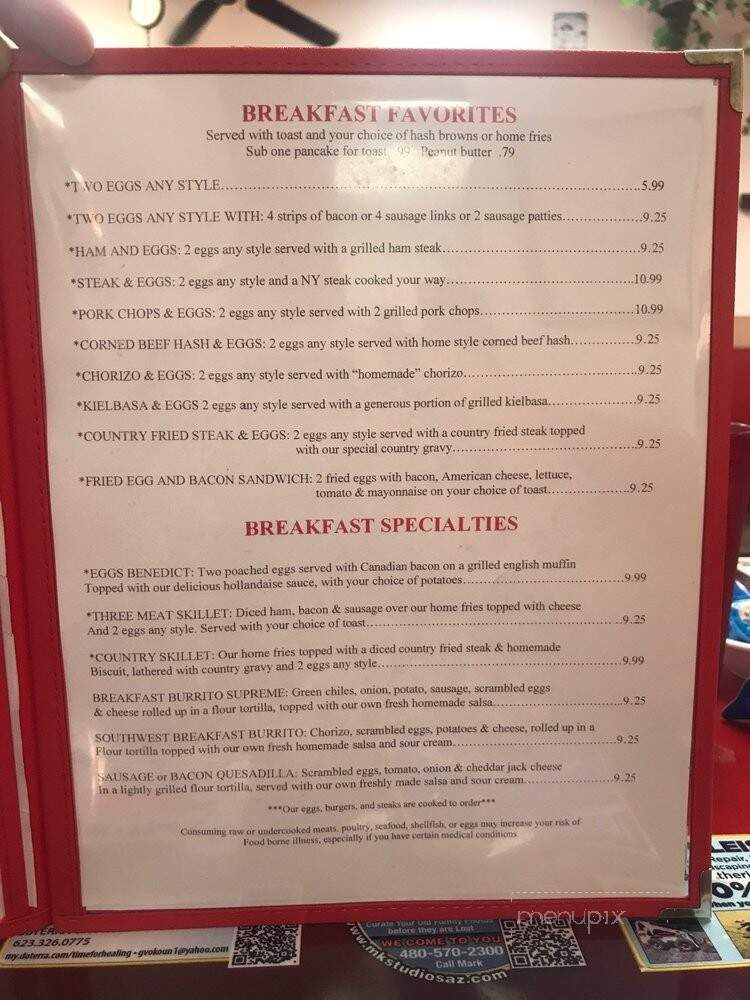 BREAKFAST FAVORITES
Served with toast and your choice of hash browns or home fries
Sub one pancake for toast .99 Peanut butter .79
*TWO EGGS ANY STYLE.....5.99
*TWO EGGS ANY STYLE WITH: 4 strips of bacon or 4 sausage links or 2 sausage patties.....9.25
*HAM AND EGGS: 2 eggs any style served with a grilled ham steak.....9.25
*STEAK & EGGS: 2 eggs any style and a NY steak cooked your way.....10.99
*PORK CHOPS & EGGS: 2 eggs any style served with 2 grilled pork chops.....10.99
*CORNED BEEF HASH & EGGS: 2 eggs any style served with home style corned beef hash.....9.25
*CHORIZO & EGGS: 2 eggs any style served with “homemade” chorizo.....9.25
*KIELBASA & EGGS 2 eggs any style served with a generous portion of grilled kielbasa.....9.25
*COUNTRY FRIED STEAK & EGGS: 2 eggs any style served with a country fried steak topped
with our special country gravy.....9.25
*FRIED EGG AND BACON SANDWICH: 2 fried eggs with bacon, American cheese, lettuce,
tomato & mayonnaise on your choice of toast.....9.25
BREAKFAST SPECIALTIES
*EGGS BENEDICT: Two poached eggs served with Canadian bacon on a grilled english muffin
Topped with our delicious hollandaise sauce, with your choice of potatoes.....9.99
*THREE MEAT SKILLET: Diced ham, bacon & sausage over our home fries topped with cheese
And 2 eggs any style. Served with your choice of toast.....9.25
*COUNTRY SKILLET: Our home fries topped with a diced country fried steak & homemade
Biscuit, lathered with country gravy and 2 eggs any style.....9.99
BREAKFAST BURRITO SUPREME: Green chiles, onion, potato, sausage, scrambled eggs
& cheese rolled up in a flour tortilla, topped with our own fresh homemade salsa.....9.25
SOUTHWEST BREAKFAST BURRITO: Chorizo, scrambled eggs, potatoes & cheese, rolled up in a
Flour tortilla topped with our own fresh homemade salsa and sour cream.....9.25
SAUSAGE or BACON QUESADILLA: Scrambled eggs, tomato, onion & cheddar jack cheese
In a lightly grilled flour tortilla, served with our own freshly made salsa and sour cream.....9.25
***Our eggs, burgers, and steaks are cooked to order***
Consuming raw or undercooked meats, poultry, seafood, shellfish, or eggs may increase your risk of
Food borne illness, especially if you have certain medical conditions
menupix
623.326.0775
my.doterra.com/timeforhealing • gvokoun1@yahoo.com
Curate Your Old Family
before they are Lost
WE COME TO YOU
480-570-2300
Call Mark
www.mkstudiosaz.com
Repair,
0%